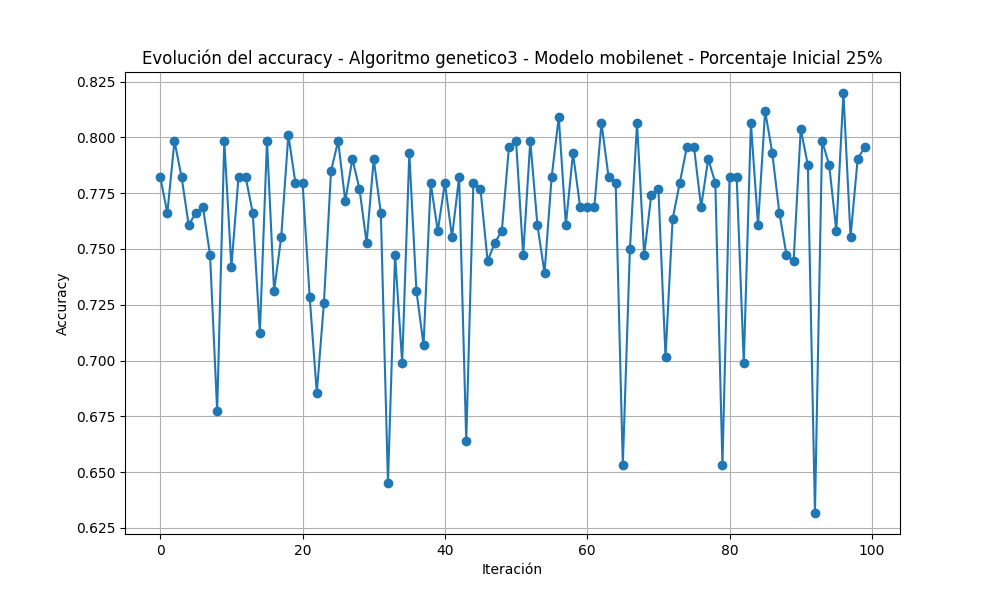 Evolución del accuracy - Algoritmo genetico3 - Modelo mobilenet - Porcentaje Inicial 25%
0.825
0.800
0.775
0.750
0.725
0.700
0.675
0.650
0.625
Accuracy
0 20 40 60 80 100
Iteración